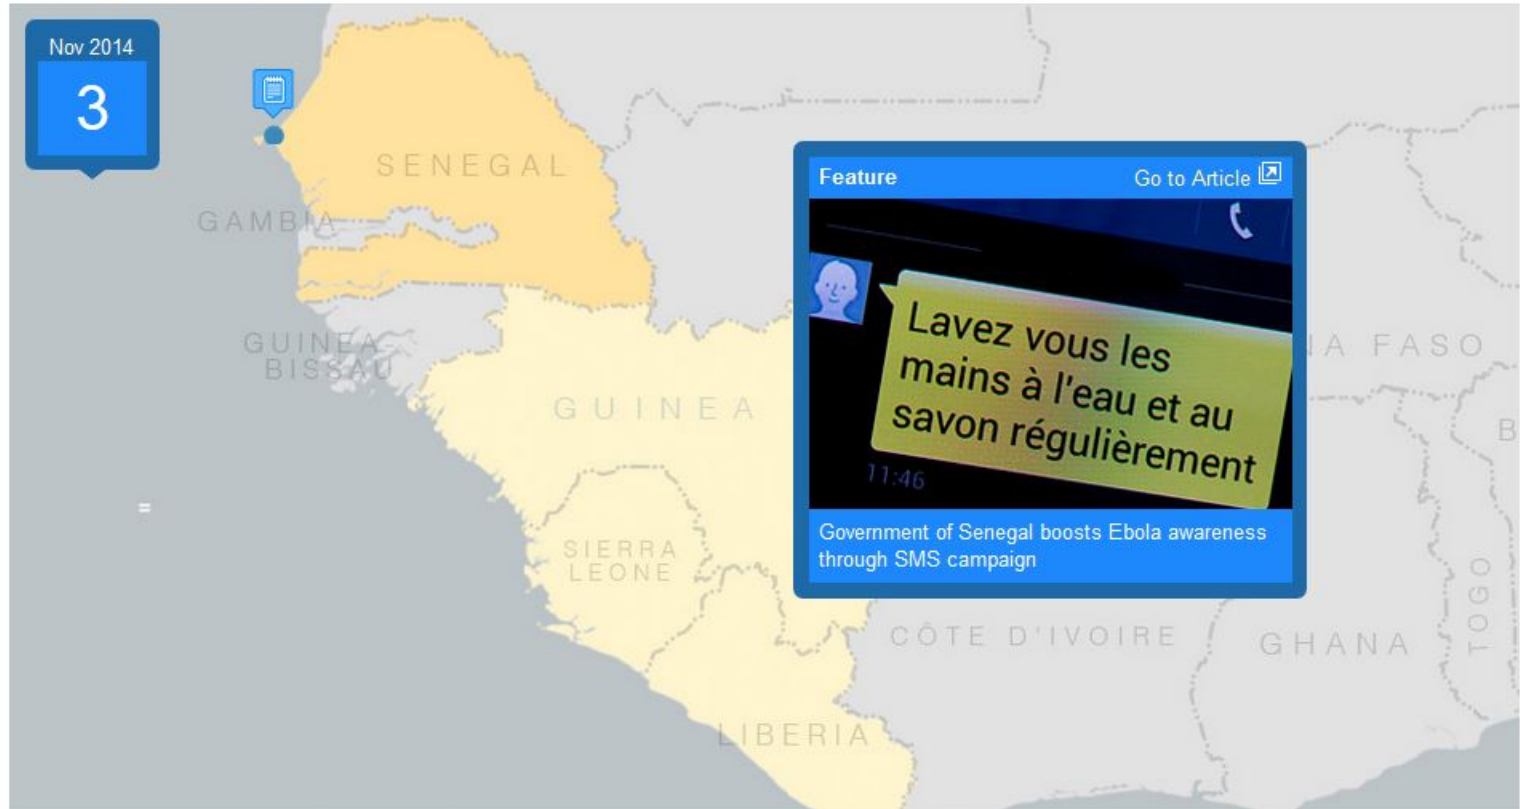 Nov 2014
3
SENEGAL
GAMBIA
GUINEA
BISSAU
GUINEA
SIERRA
LEONE
LIBERIA
Feature
Go to Article
Lavez vous les
mains à l'eau et au
savon régulièrement
11:46
Government of Senegal boosts Ebola awareness
through SMS campaign
NA FASO
B
CÔTE D'IVOIRE
GHANA
TOGO